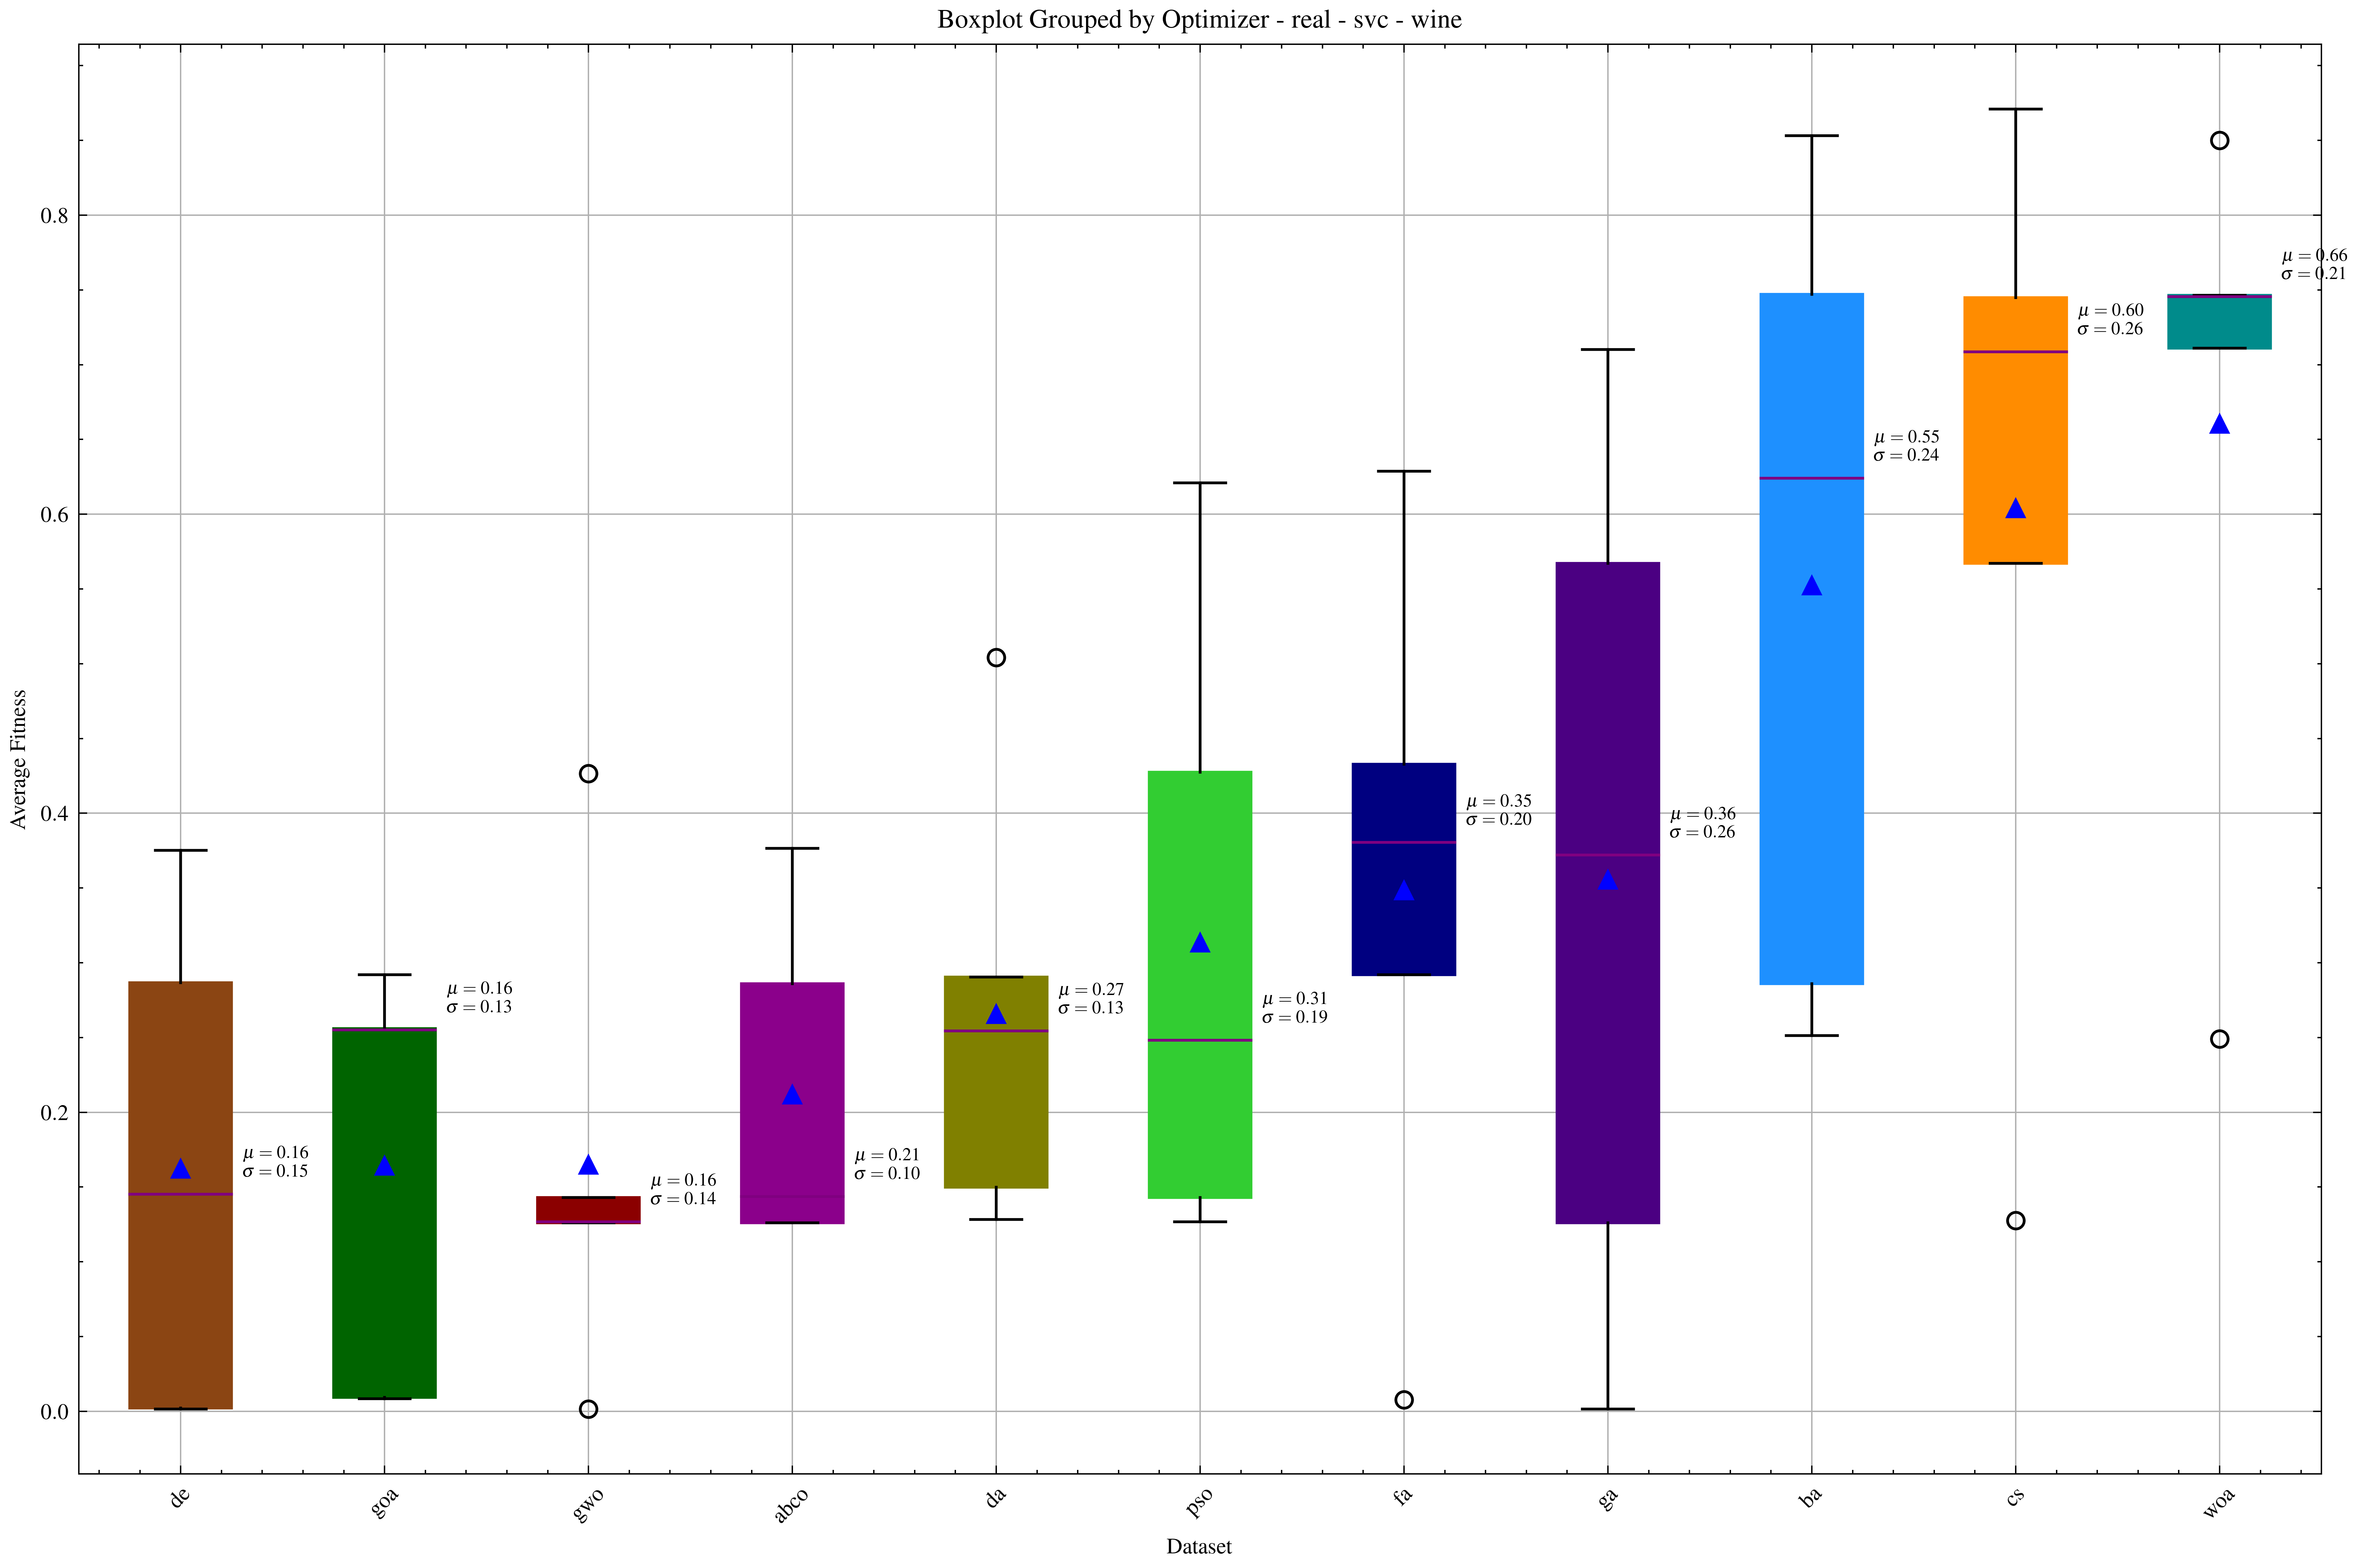 Boxplot Grouped by Optimizer - real - svc - wine
Average Fitness
0.8
0.6
0.4
0.2
0.0
μ = 0.16
σ = 0.15
μ = 0.16
σ = 0.13
μ = 0.16
σ = 0.14
μ = 0.21
σ = 0.10
μ = 0.27
σ = 0.13
μ = 0.31
σ = 0.19
μ = 0.35
σ = 0.20
μ = 0.36
σ = 0.26
μ = 0.55
σ = 0.24
μ = 0.60
σ = 0.26
μ = 0.66
σ = 0.21
de
goa
gwo
abco
da
pso
fa
ga
ba
cs
woa
Dataset